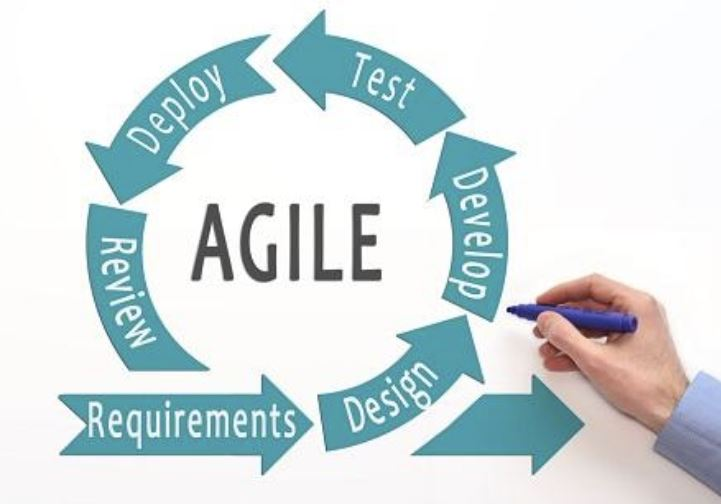 AGILE
Requirements
Design
Develop
Test
Deploy
Review